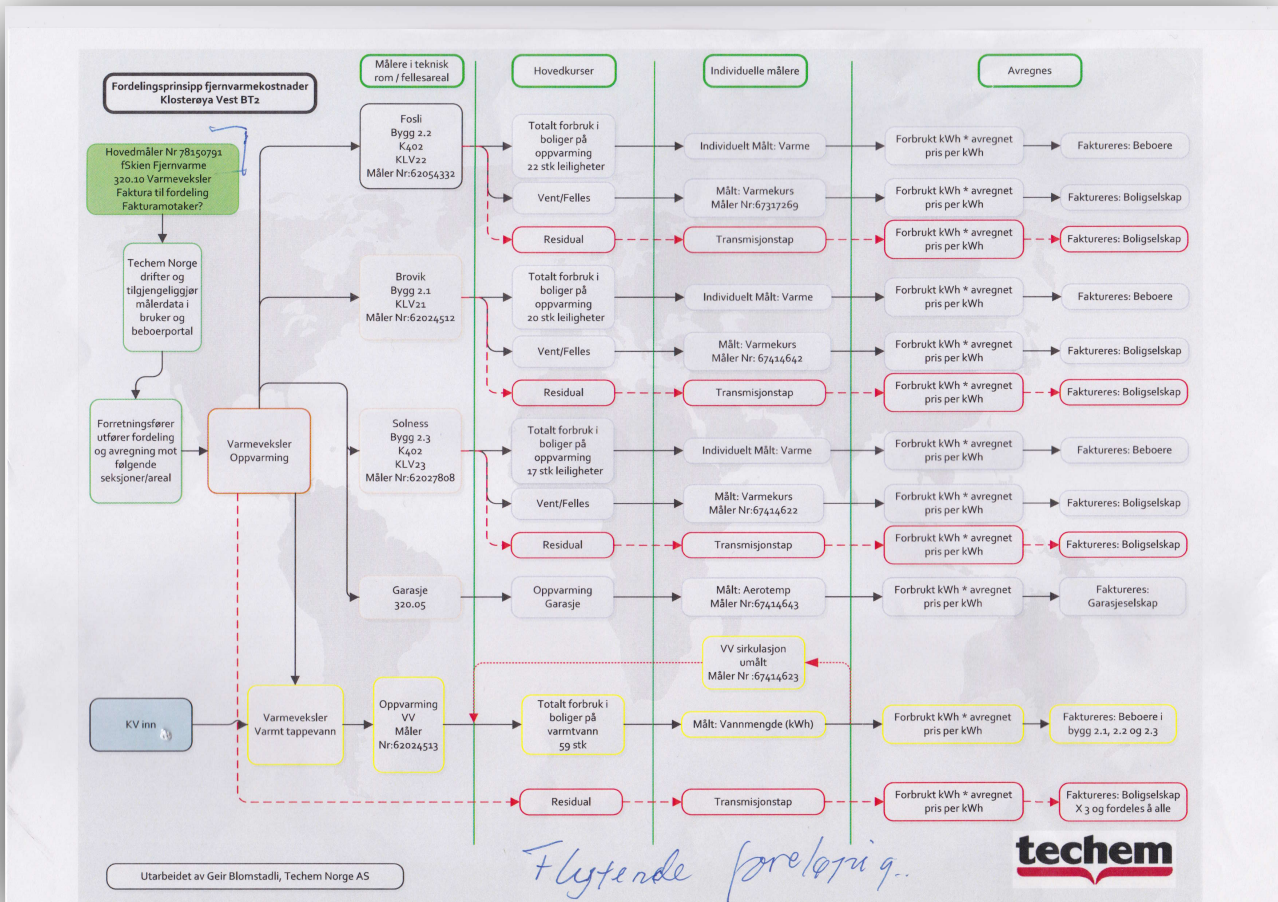 Målere i teknisk
rom / fellesareal
Hovedkurser
Individuelle målere
Avregnes
Fordelingsprinsipp fjernvarmekostnader
Klosterøya Vest BT2
Hovedmåler Nr 78150791
fSkien Fjernvarme
320.10 Varmeveksler
Faktura til fordeling
Fakturamotaker?
Techem Norge
drifter og
tilgjengeliggjør
målerdata i
bruker og
beboerportal
Forretningsfører
utfører fordeling
og avregning mot
følgende
seksjoner/areal
Varmeveksler
Oppvarming
Fosli
Bygg 2.2
K402
KLV22
Måler Nr:62054332
Totalt forbruk i
boliger på
oppvarming
22 stk leiligheter
Individuelt Målt: Varme
Forbrukt kWh * avregnet
pris per kWh
Faktureres: Beboere
Vent/Felles
Målt: Varmekurs
Måler Nr:67317269
Forbrukt kWh * avregnet
pris per kWh
Faktureres: Boligselskap
Residual
Transmisjonstap
Forbrukt kWh * avregnet
pris per kWh
Faktureres: Boligselskap
Brovik
Bygg 2.1
KLV21
Måler Nr:62024512
Totalt forbruk i
boliger på
oppvarming
20 stk leiligheter
Individuelt Målt: Varme
Forbrukt kWh * avregnet
pris per kWh
Faktureres: Beboere
Vent/Felles
Målt: Varmekurs
Måler Nr: 67414642
Forbrukt kWh * avregnet
pris per kWh
Faktureres: Boligselskap
Residual
Transmisjonstap
Forbrukt kWh * avregnet
pris per kWh
Faktureres: Boligselskap
Solness
Bygg 2.3
K402
KLV23
Måler Nr:62027808
Totalt forbruk i
boliger på
oppvarming
17 stk leiligheter
Individuelt Målt: Varme
Forbrukt kWh * avregnet
pris per kWh
Faktureres: Beboere
Vent/Felles
Målt: Varmekurs
Måler Nr:67414622
Forbrukt kWh * avregnet
pris per kWh
Faktureres: Boligselskap
Residual
Transmisjonstap
Forbrukt kWh * avregnet
pris per kWh
Faktureres: Boligselskap
Garasje
320.05
Oppvarming
Garasje
Målt: Aerotemp
Måler Nr:67414643
Forbrukt kWh * avregnet
pris per kWh
Faktureres:
Garasjeselskap
VV sirkulasjon
umålt
Måler Nr :67414623
KV inn
Varmeveksler
Varmt tappevann
Oppvarming
VV
Måler
Nr:62024513
Totalt forbruk i
boliger på
varmtvann
59 stk
Målt: Vannmengde (kWh)
Forbrukt kWh * avregnet
pris per kWh
Faktureres: Beboere i
bygg 2.1, 2.2 og 2.3
Residual
Transmisjonstap
Forbrukt kWh * avregnet
pris per kWh
Faktureres: Boligselskap
X 3 og fordeles å alle
Utarbeidet av Geir Blomstadli, Techem Norge AS
Flytende foreløpig..
techem